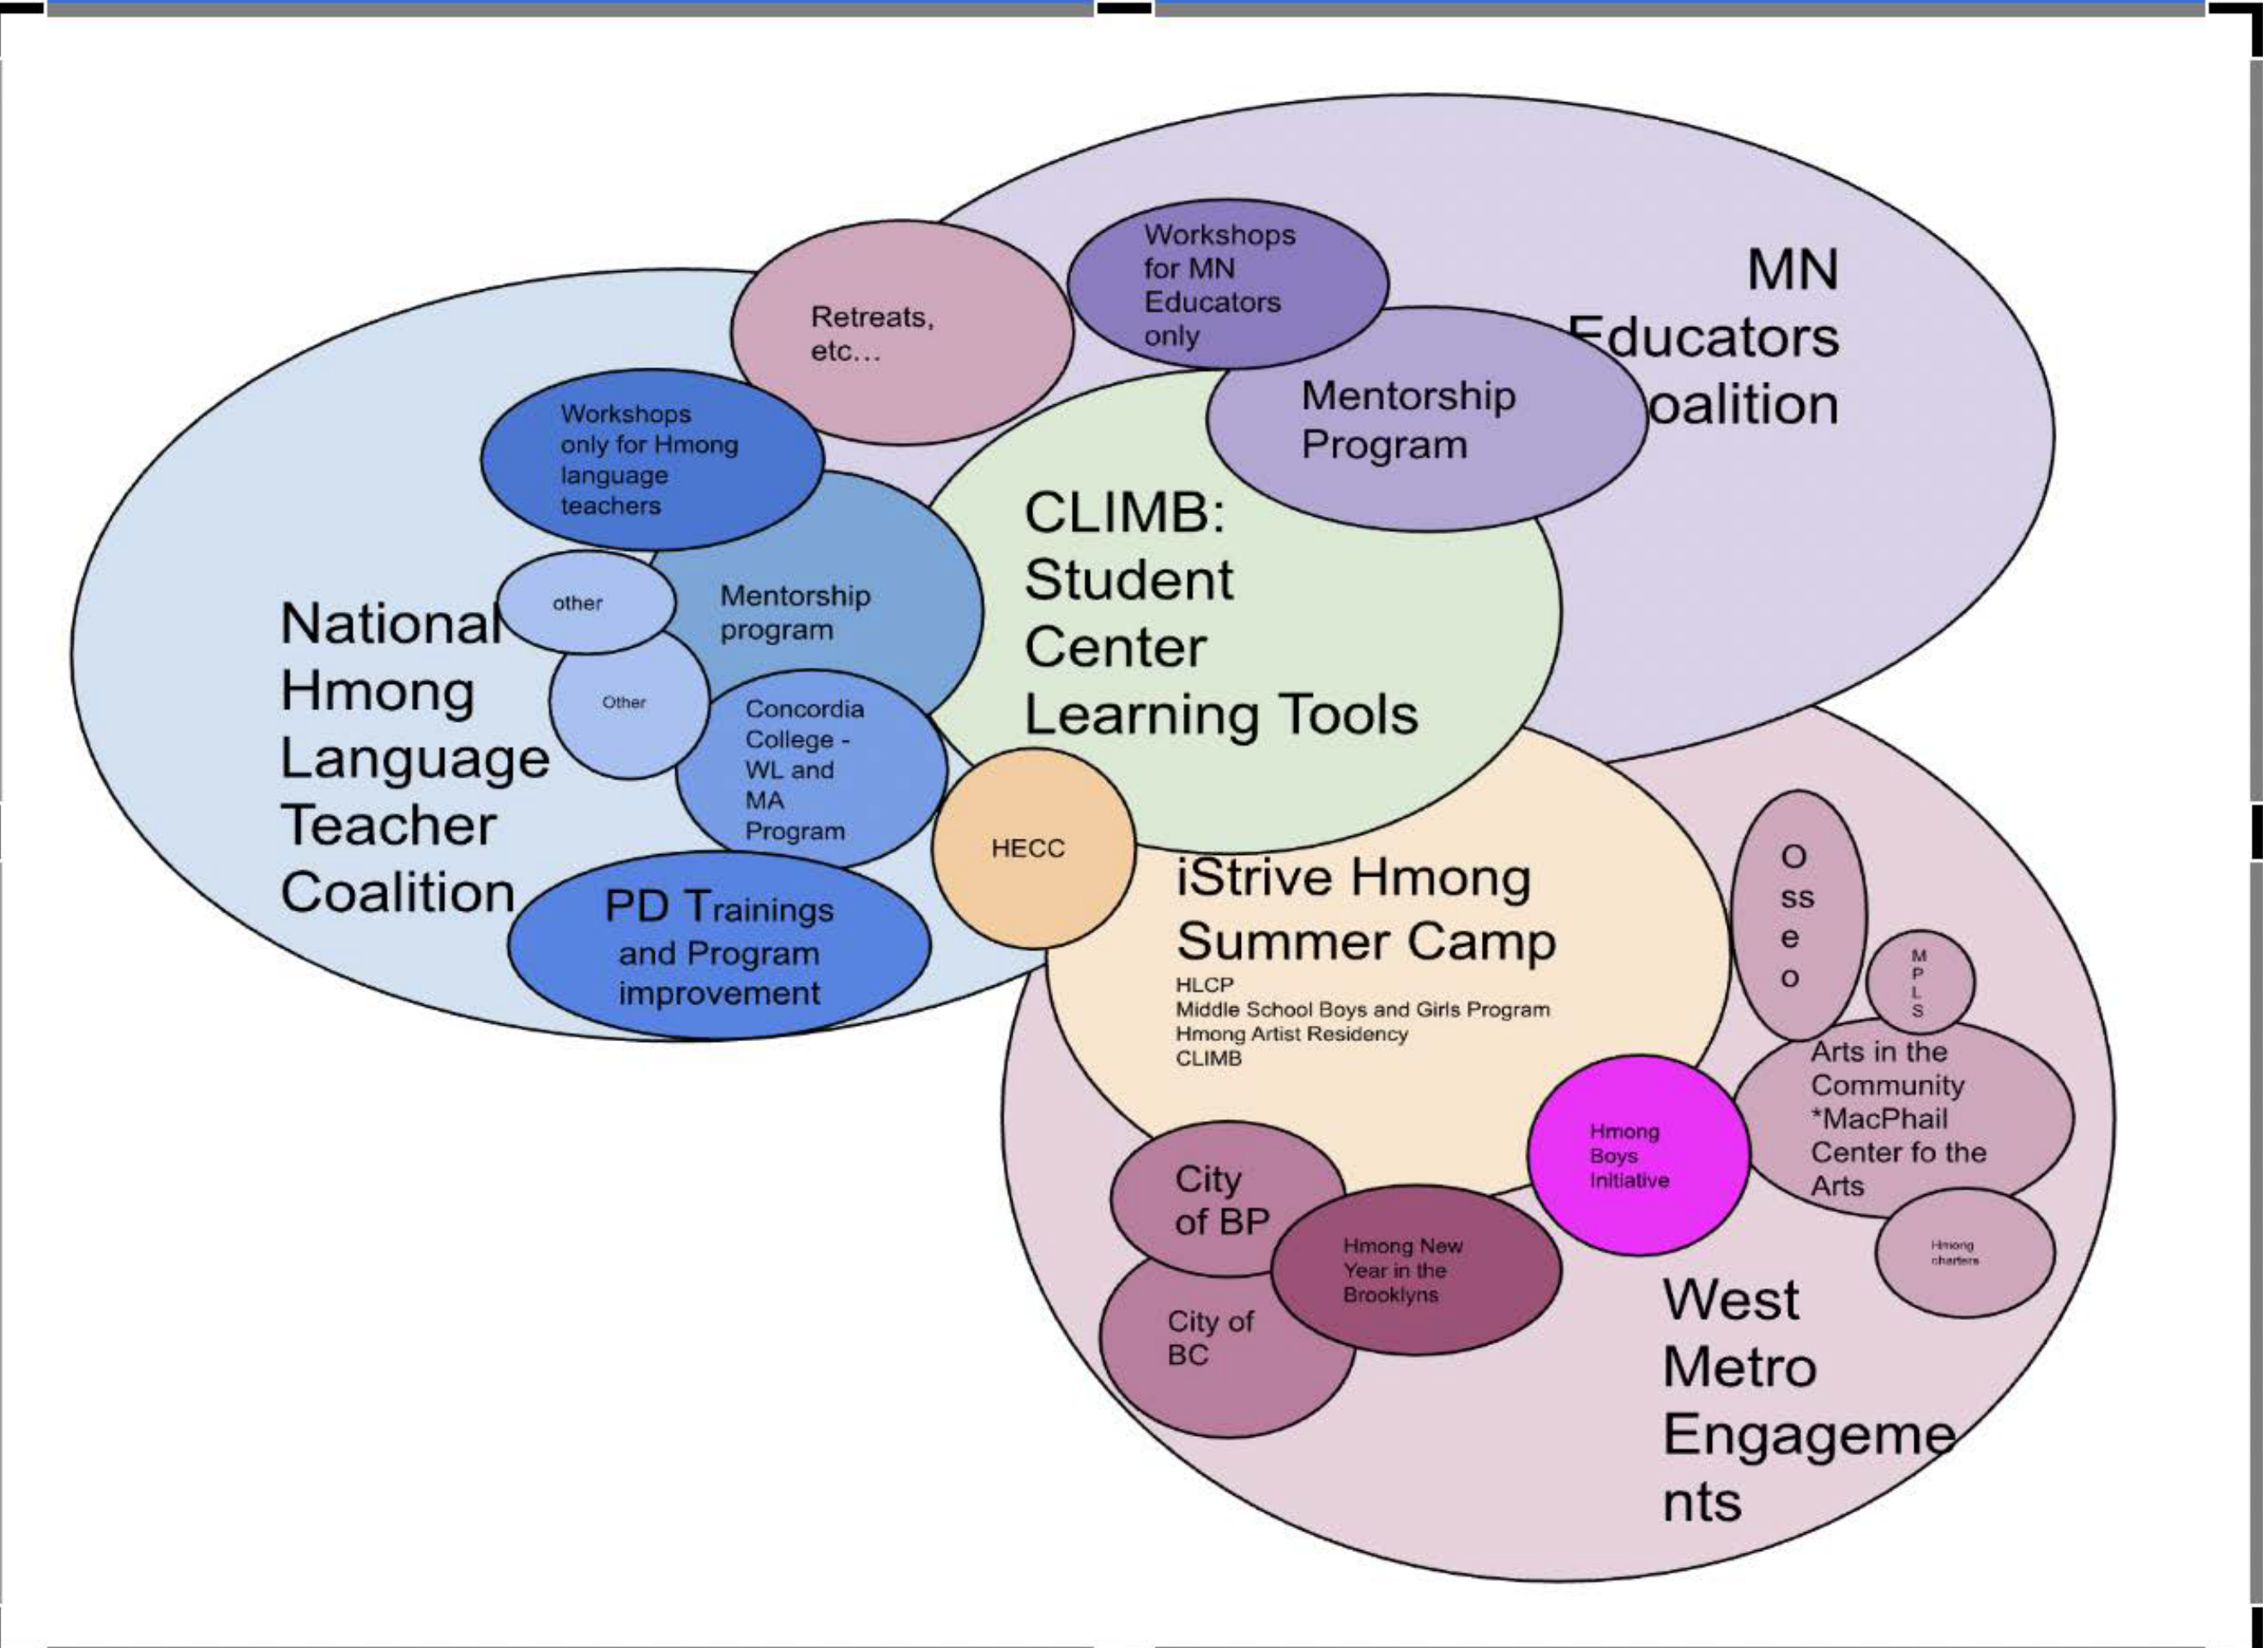 Workshops
for MN
Educators
only
MN
Educators
oalition
Retreats,
etc...
Mentorship
Program
Workshops
only for Hmong
language
teachers
CLIMB:
Student
Center
Learning Tools
other
Mentorship
program
National
Hmong
Language
Teacher
Coalition
Other
Concordia
College -
WL and
MA
Program
HECC
PD Trainings
and Program
improvement
iStrive Hmong
Summer Camp
HLCP
Middle School Boys and Girls Program
Hmong Artist Residency
CLIMB
O
ss
e
o
M
P
L
S
Arts in the
Community
*MacPhail
Center fo the
Arts
Hmong
Boys
Initiative
City
of BP
Hmong New
Year in the
Brooklyns
Hmong
charters
City of
BC
West
Metro
Engageme
nts